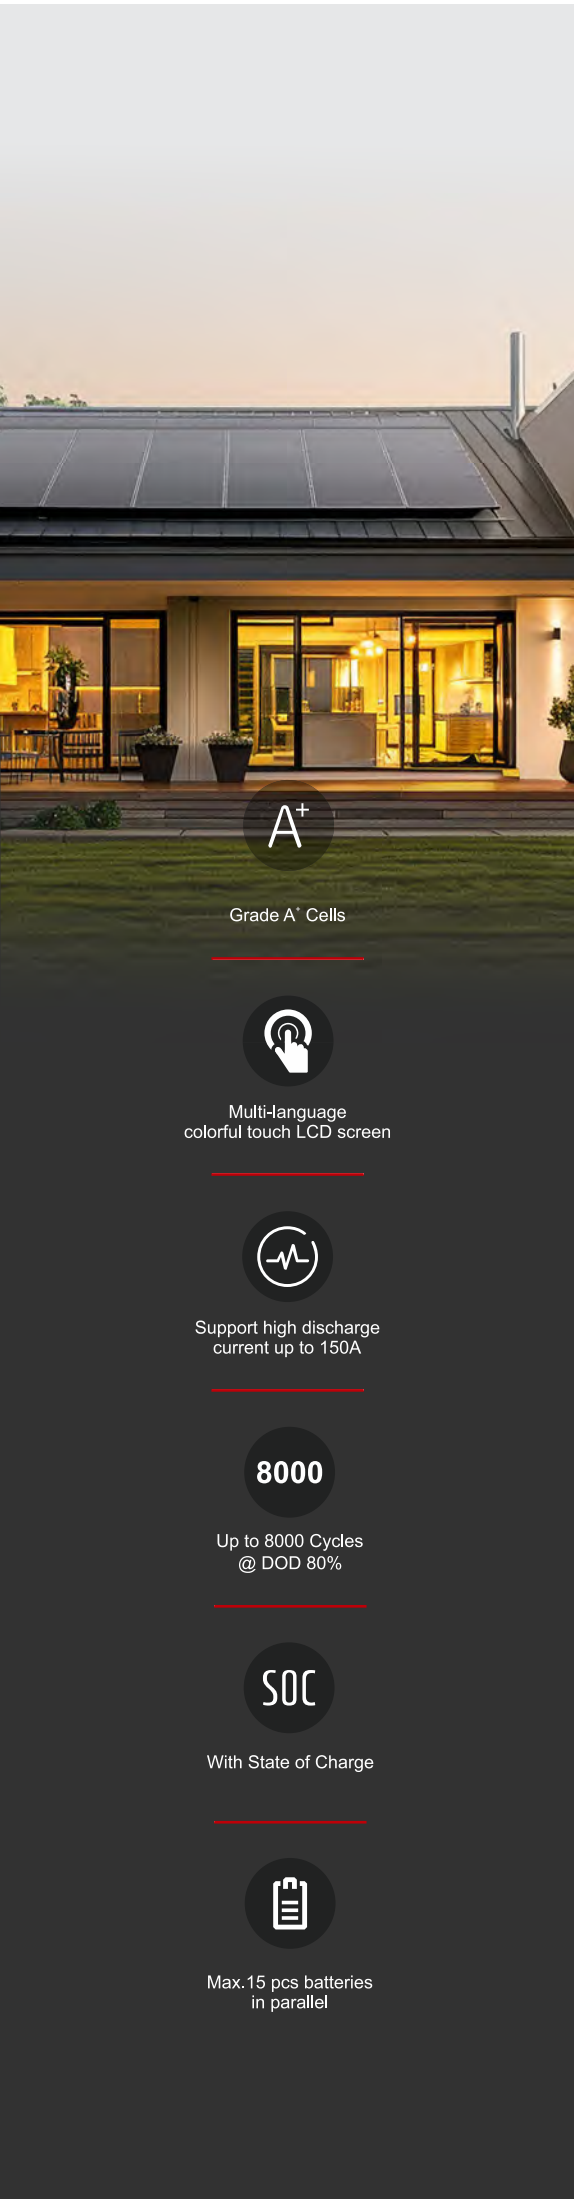 A+
Grade A+ Cells
Multi-language
colorful touch LCD screen
Support high discharge
current up to 150A
8000
Up to 8000 Cycles
@ DOD 80%
SOC
With State of Charge
Max.15 pcs batteries
in parallel